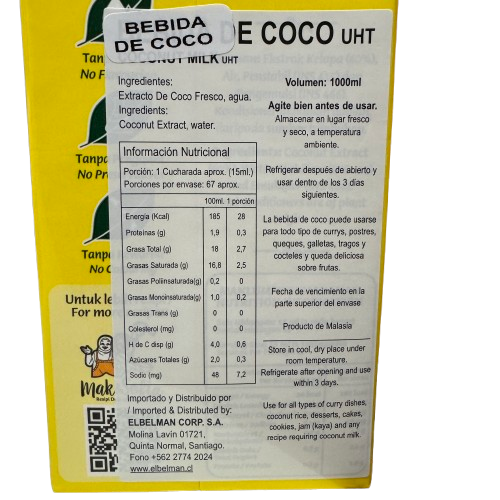 BEBIDA
DE COCO
DE COCO UHT
COCONUT MILK UHT
Ingredientes:
Extracto De Coco Fresco, agua.
Ingredients:
Coconut Extract, water.
Información Nutricional
Porción: 1 Cucharada aprox. (15ml.)
Porciones por envase: 67 aprox.
100ml. 1 porción
Energía (Kcal) 185 28
Proteínas (g) 1,9 0,3
Grasa Total (g) 18 2,7
Grasas Saturada (g) 16,8 2,5
Grasas Poliinsaturada(g) 0,2 0
Grasas Monoinsaturada(g) 1,0 0,2
Grasas Trans (g) 0 0
Colesterol (mg) 0 0
H de C disp (g) 4,0 0,6
Azúcares Totales (g) 2,0 0,3
Sodio (mg) 48 7,2
Importado y Distribuido por
/ Imported & Distributed by:
ELBELMAN CORP. S.A.
Molina Lavin 01721,
Quinta Normal, Santiago.
Fono +562 2774 2024
www.elbelman.cl
Volumen: 1000ml
Agite bien antes de usar.
Almacenar en lugar fresco
y seco, a temperatura
ambiente.
Refrigerar después de abierto y
usar dentro de los 3 días
siguientes.
La bebida de coco puede usarse
para todo tipo de currys, postres,
queques, galletas, tragos y
cocteles y queda deliciosa
sobre frutas.
Fecha de vencimiento en la
parte superior del envase
Producto de Malasia
Store in cool, dry place under
room temperature.
Refrigerate after opening and use
within 3 days.
Use for all types of curry dishes,
coconut rice, desserts, cakes,
cookies, jam (kaya) and any
recipe requiring coconut milk.
Tanpa
No
Tanpa
No
Tanpa
No
Untuk
For
Mak